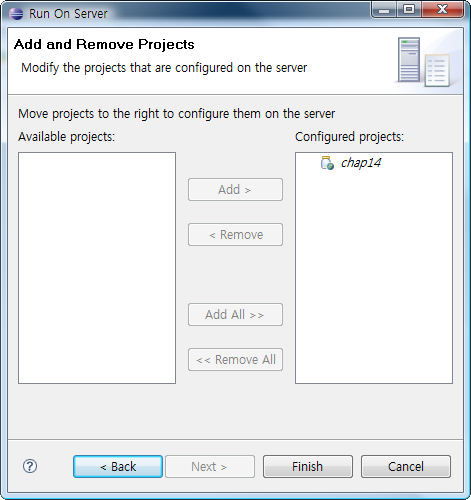 Run On Server
Add and Remove Projects
Modify the projects that are configured on the server
Move projects to the right to configure them on the server
Available projects:
Configured projects:
chap14
Add >
< Remove
Add All >>
<< Remove All
?
< Back
Next >
Finish
Cancel